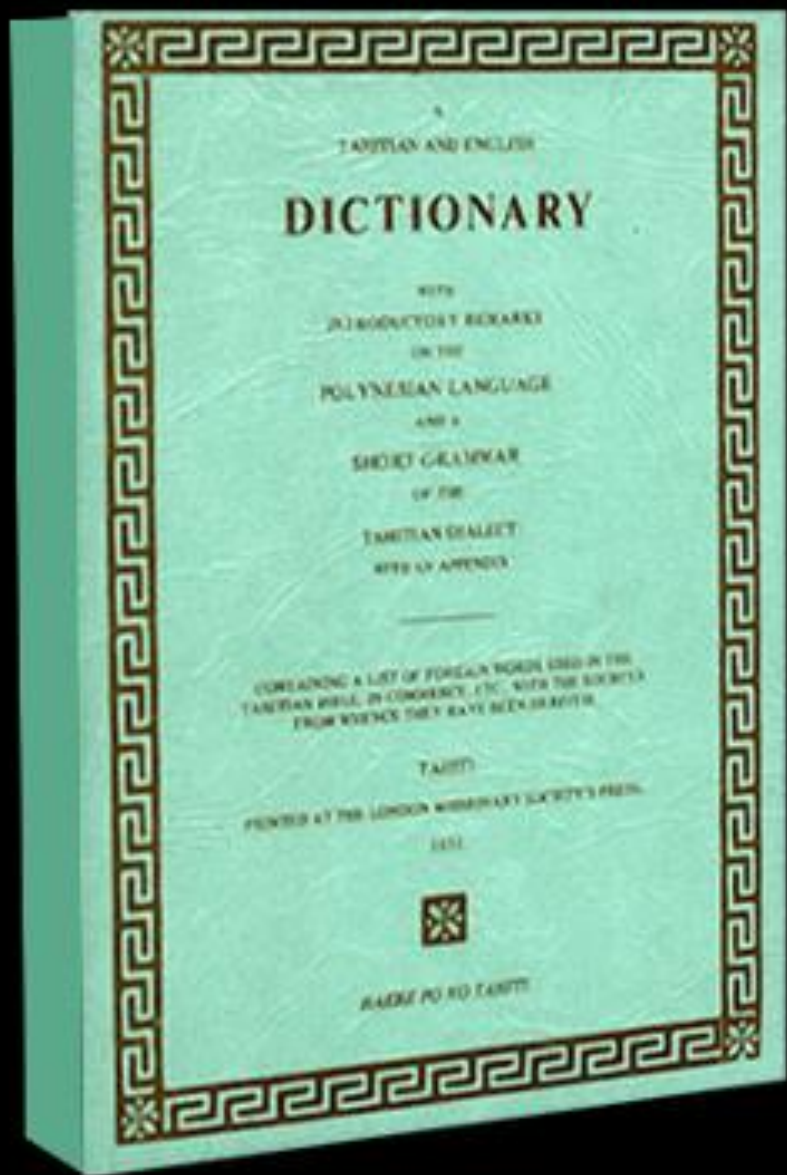 A
TAHITIAN AND ENGLISH
DICTIONARY
WITH
INTRODUCTORY REMARKS
ON THE
POLYNESIAN LANGUAGE
AND A
SHORT GRAMMAR
OF THE
TAHITIAN DIALECT
WITH AN APPENDIX
CONTAINING A LIST OF FOREIGN WORDS USED IN THE
TAHITIAN BIBLE, IN COMMERCE, ETC., WITH THE SOURCES
FROM WHENCE THEY HAVE BEEN DERIVED.
TAHITI
PRINTED AT THE LONDON MISSIONARY SOCIETY'S PRESS.
1851
HAERE PO NO TAHITI